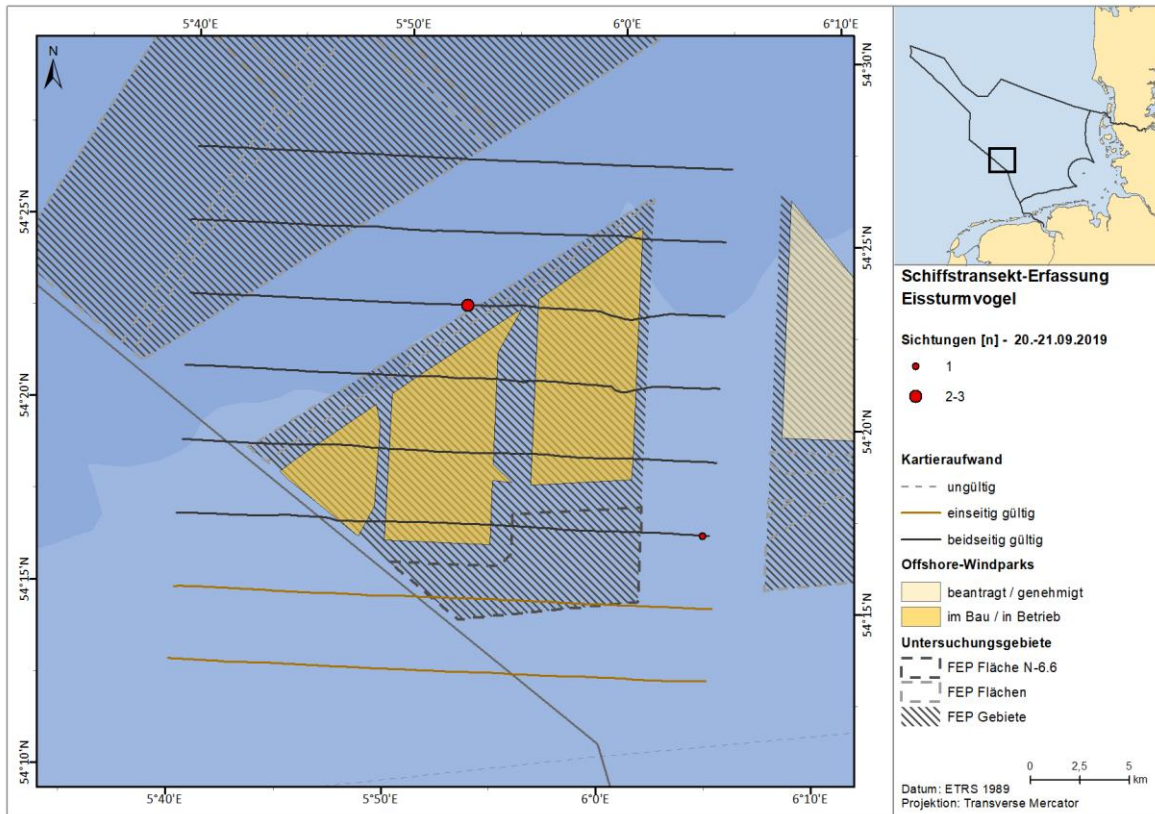 5°40'E 5°50'E 6°0'E 6°10'E
N
54°30'N
54°25'N
54°25'N
54°20'N
54°20'N
54°15'N
54°15'N
54°10'N
5°40'E 5°50'E 6°0'E 6°10'E
Schiffstransekt-Erfassung
Eissturmvogel
Sichtungen [n] - 20.-21.09.2019
1
2-3
Kartieraufwand
ungültig
einseitig gültig
beidseitig gültig
Offshore-Windparks
beantragt / genehmigt
im Bau / in Betrieb
Untersuchungsgebiete
FEP Fläche N-6.6
FEP Flächen
FEP Gebiete
0 2,5 5
km
Datum: ETRS 1989
Projektion: Transverse Mercator